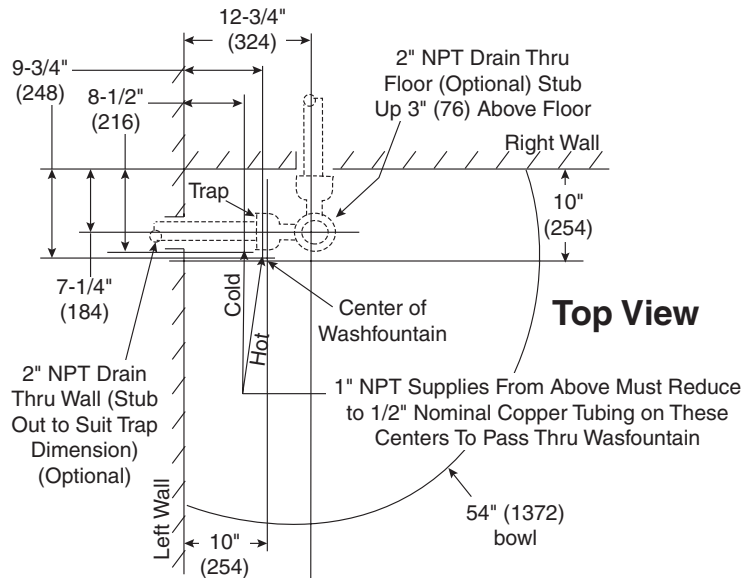 12-3/4"
(324)
9-3/4"
(248)
8-1/2"
(216)
2" NPT Drain Thru
Floor (Optional) Stub
Up 3" (76) Above Floor
Right Wall
Trap
10"
(254)
7-1/4"
(184)
Cold
Hot
Center of
Washfountain
Top View
2" NPT Drain
Thru Wall (Stub
Out to Suit Trap
Dimension)
(Optional)
1" NPT Supplies From Above Must Reduce
to 1/2" Nominal Copper Tubing on These
Centers To Pass Thru Wasfountain
Left Wall
54" (1372)
bowl
10"
(254)